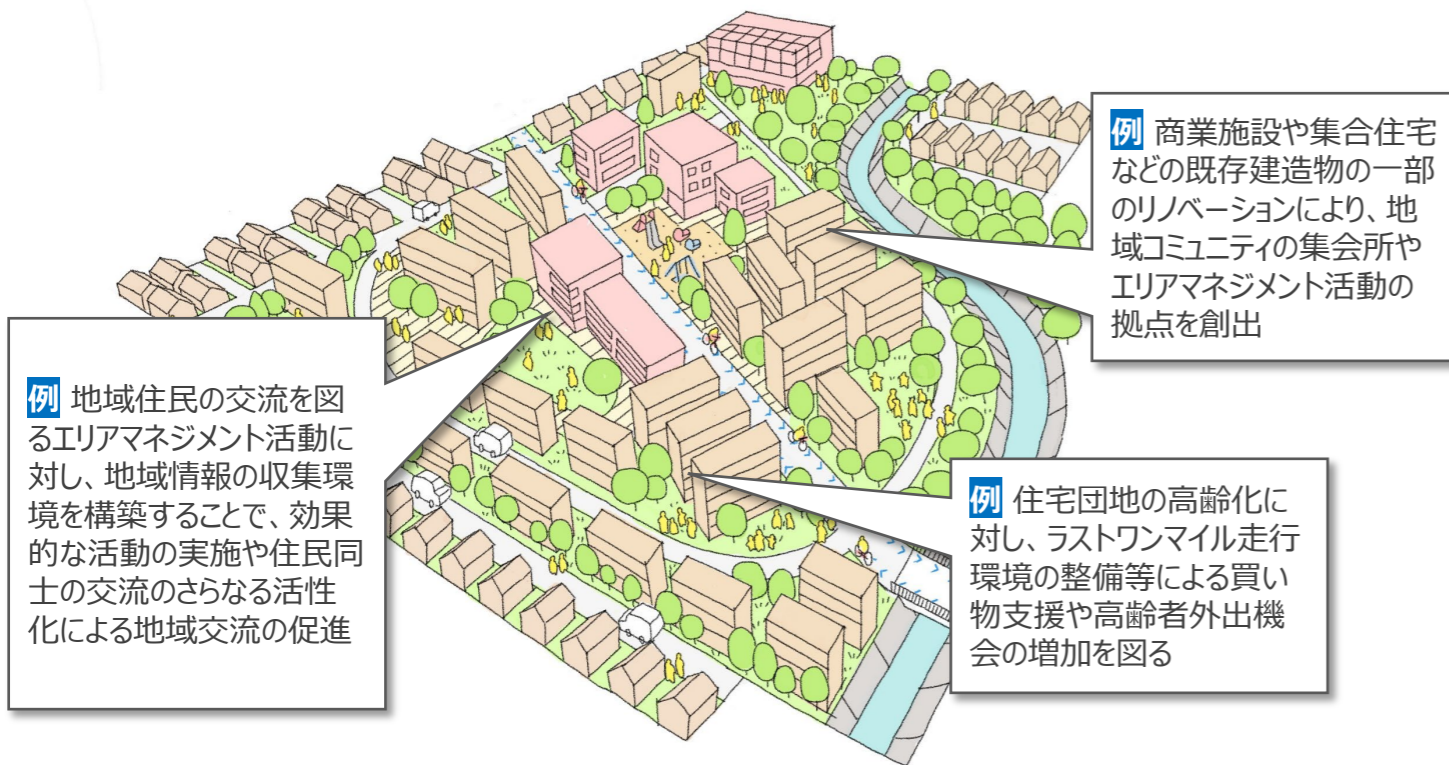 例 商業施設や集合住宅
などの既存建造物の一部
のリノベーションにより、地
域コミュニティの集会所や
エリアマネジメント活動の
拠点を創出
例 地域住民の交流を図
るエリアマネジメント活動に
対し、地域情報の収集環
境を構築することで、効果
的な活動の実施や住民同
士の交流のさらなる活性
化による地域交流の促進
例 住宅団地の高齢化に
対し、ラストワンマイル走行
環境の整備等による買い
物支援や高齢者外出機
会の増加を図る